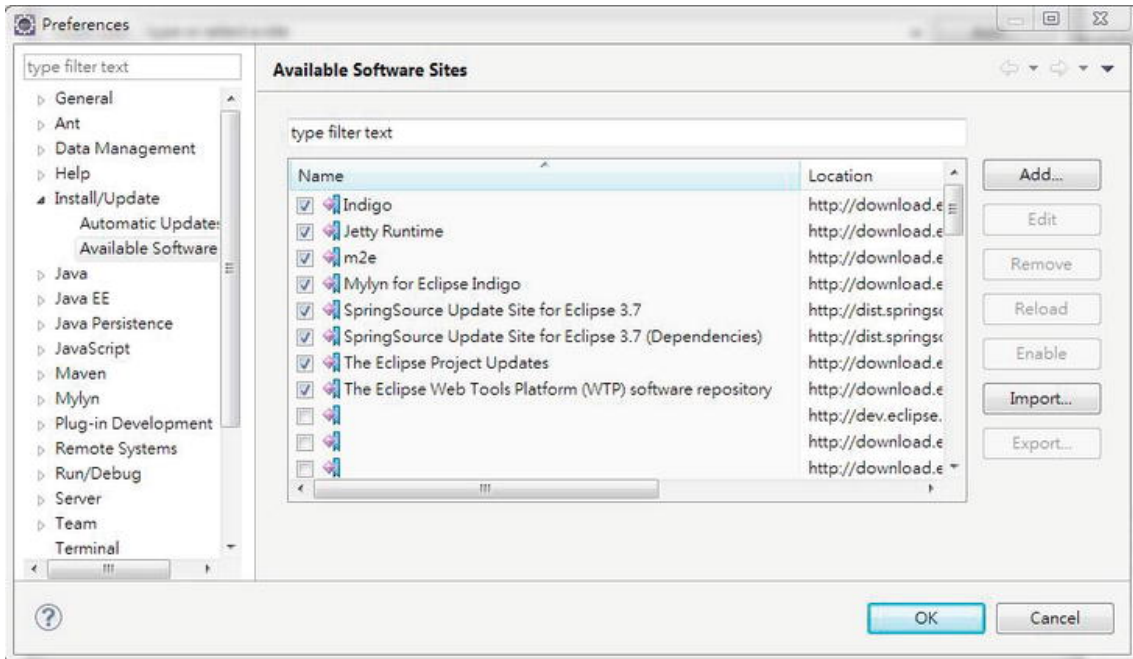 Preferences
type filter text
General
Ant
Data Management
Help
Install/Update
Automatic Update
Available Software
Java
Java EE
Java Persistence
JavaScript
Maven
Mylyn
Plug-in Development
Remote Systems
Run/Debug
Server
Team
Terminal
Available Software Sites
type filter text
Name Location
Indigo http://download.e
Jetty Runtime http://download.e
m2e http://download.e
Mylyn for Eclipse Indigo http://download.e
SpringSource Update Site for Eclipse 3.7 http://dist.springs
SpringSource Update Site for Eclipse 3.7 (Dependencies) http://dist.springs
The Eclipse Project Updates http://download.e
The Eclipse Web Tools Platform (WTP) software repository http://download.e
http://dev.eclipse.
http://download.e
http://download.e
Add...
Edit
Remove
Reload
Enable
Import...
Export...
OK Cancel